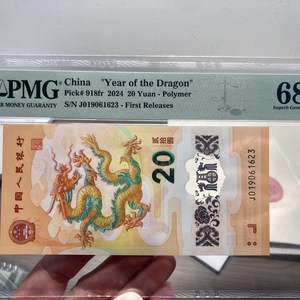 PMG
China "Year of the Dragon"
Pick# 918fr 2024 20 Yuan - Polymer
S/N J019061623 - First Releases
68
中国人民银行
贰拾圆
20
J019061623